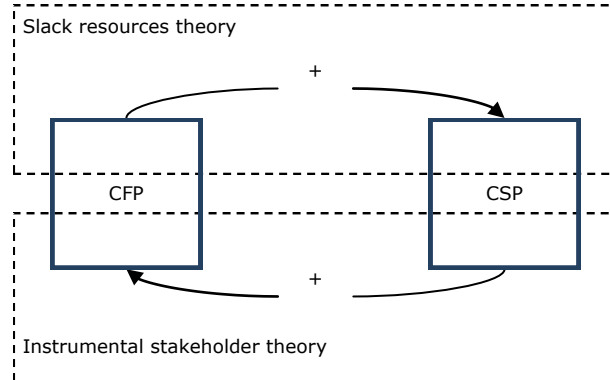 Slack resources theory
+
CFP
CSP
+
Instrumental stakeholder theory